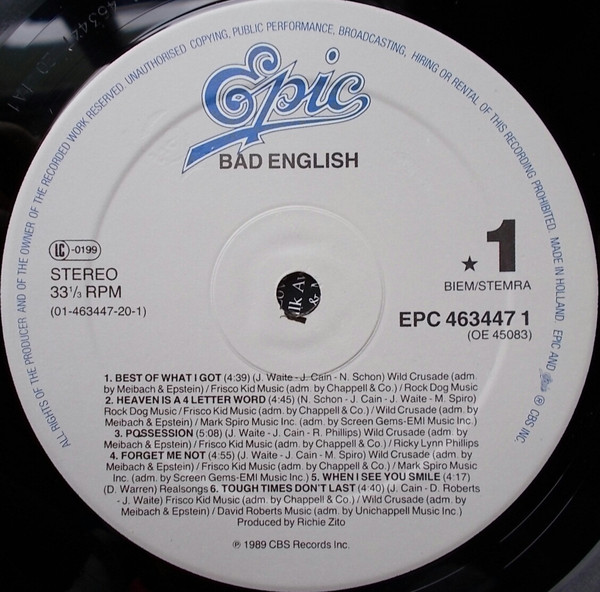 ALL RIGHTS OF THE PRODUCER AND OF THE OWNER OF THE RECORDED WORK RESERVED. UNAUTHORISED COPYING, PUBLIC PERFORMANCE, BROADCASTING, HIRING OR RENTAL OF THIS RECORDING PROHIBITED. MADE IN HOLLAND EPIC AND Epic ® CBS INC.
Epic
BAD ENGLISH
LC-0199
STEREO
33 1/3 RPM
(01-463447-20-1)
★ 1
BIEM/STEMRA
EPC 463447 1
(OE 45083)
1. BEST OF WHAT I GOT (4:39) (J. Waite - J. Cain - N. Schon) Wild Crusade (adm.
by Meibach & Epstein) / Frisco Kid Music (adm. by Chappell & Co.) / Rock Dog Music
2. HEAVEN IS A 4 LETTER WORD (4:45) (N. Schon - J. Cain - J. Waite - M. Spiro)
Rock Dog Music / Frisco Kid Music (adm. by Chappell & Co.) / Wild Crusade (adm. by
Meibach & Epstein) / Mark Spiro Music Inc. (adm. by Screen Gems-EMI Music Inc.)
3. POSSESSION (5:08) (J. Waite - J. Cain - R. Phillips) Wild Crusade (adm. by
Meibach & Epstein) / Frisco Kid Music (adm. by Chappell & Co.) / Ricky Lynn Phillips
4. FORGET ME NOT (4:55) (J. Waite - J. Cain - M. Spiro) Wild Crusade (adm. by
Meibach & Epstein) / Frisco Kid Music (adm. by Chappell & Co.) / Mark Spiro Music
Inc. (adm. by Screen Gems-EMI Music Inc.) 5. WHEN I SEE YOU SMILE (4:17)
(D. Warren) Realsongs 6. TOUGH TIMES DON'T LAST (4:40) (J. Cain - D. Roberts
- J. Waite) Frisco Kid Music (adm. by Chappell & Co.) / Wild Crusade (adm. by
Meibach & Epstein) / David Roberts Music (adm. by Unichappell Music Inc.)
Produced by Richie Zito
℗ 1989 CBS Records Inc.